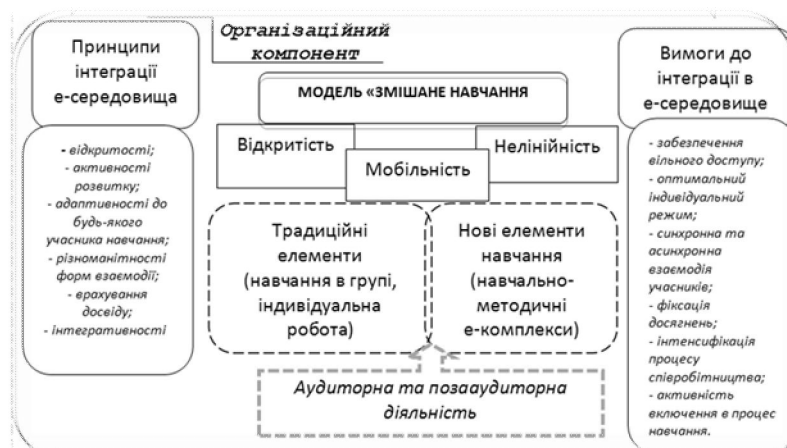 Організаційний
компонент
Принципи
інтеграції
е-середовища
- відкритості;
- активності
розвитку;
- адаптивності до
будь-якого
учасника навчання;
- різноманітності
форм взаємодії;
- врахування
досвіду;
- інтегративності
МОДЕЛЬ «ЗМІШАНЕ НАВЧАННЯ
Відкритість
Мобільність
Нелінійність
Традиційні
елементи
(навчання в групі,
індивідуальна
робота)
Нові елементи
навчання
(навчально-
методичні
е-комплекси)
Аудиторна та позааудиторна
діяльність
Вимоги до
інтеграції в
е-середовище
- забезпечення
вільного доступу;
- оптимальний
індивідуальний
режим;
- синхронна та
асинхронна
взаємодія
учасників;
- фіксація
досягнень;
- інтенсифікація
процесу
співробітництва;
- активність
включення в процес
навчання.